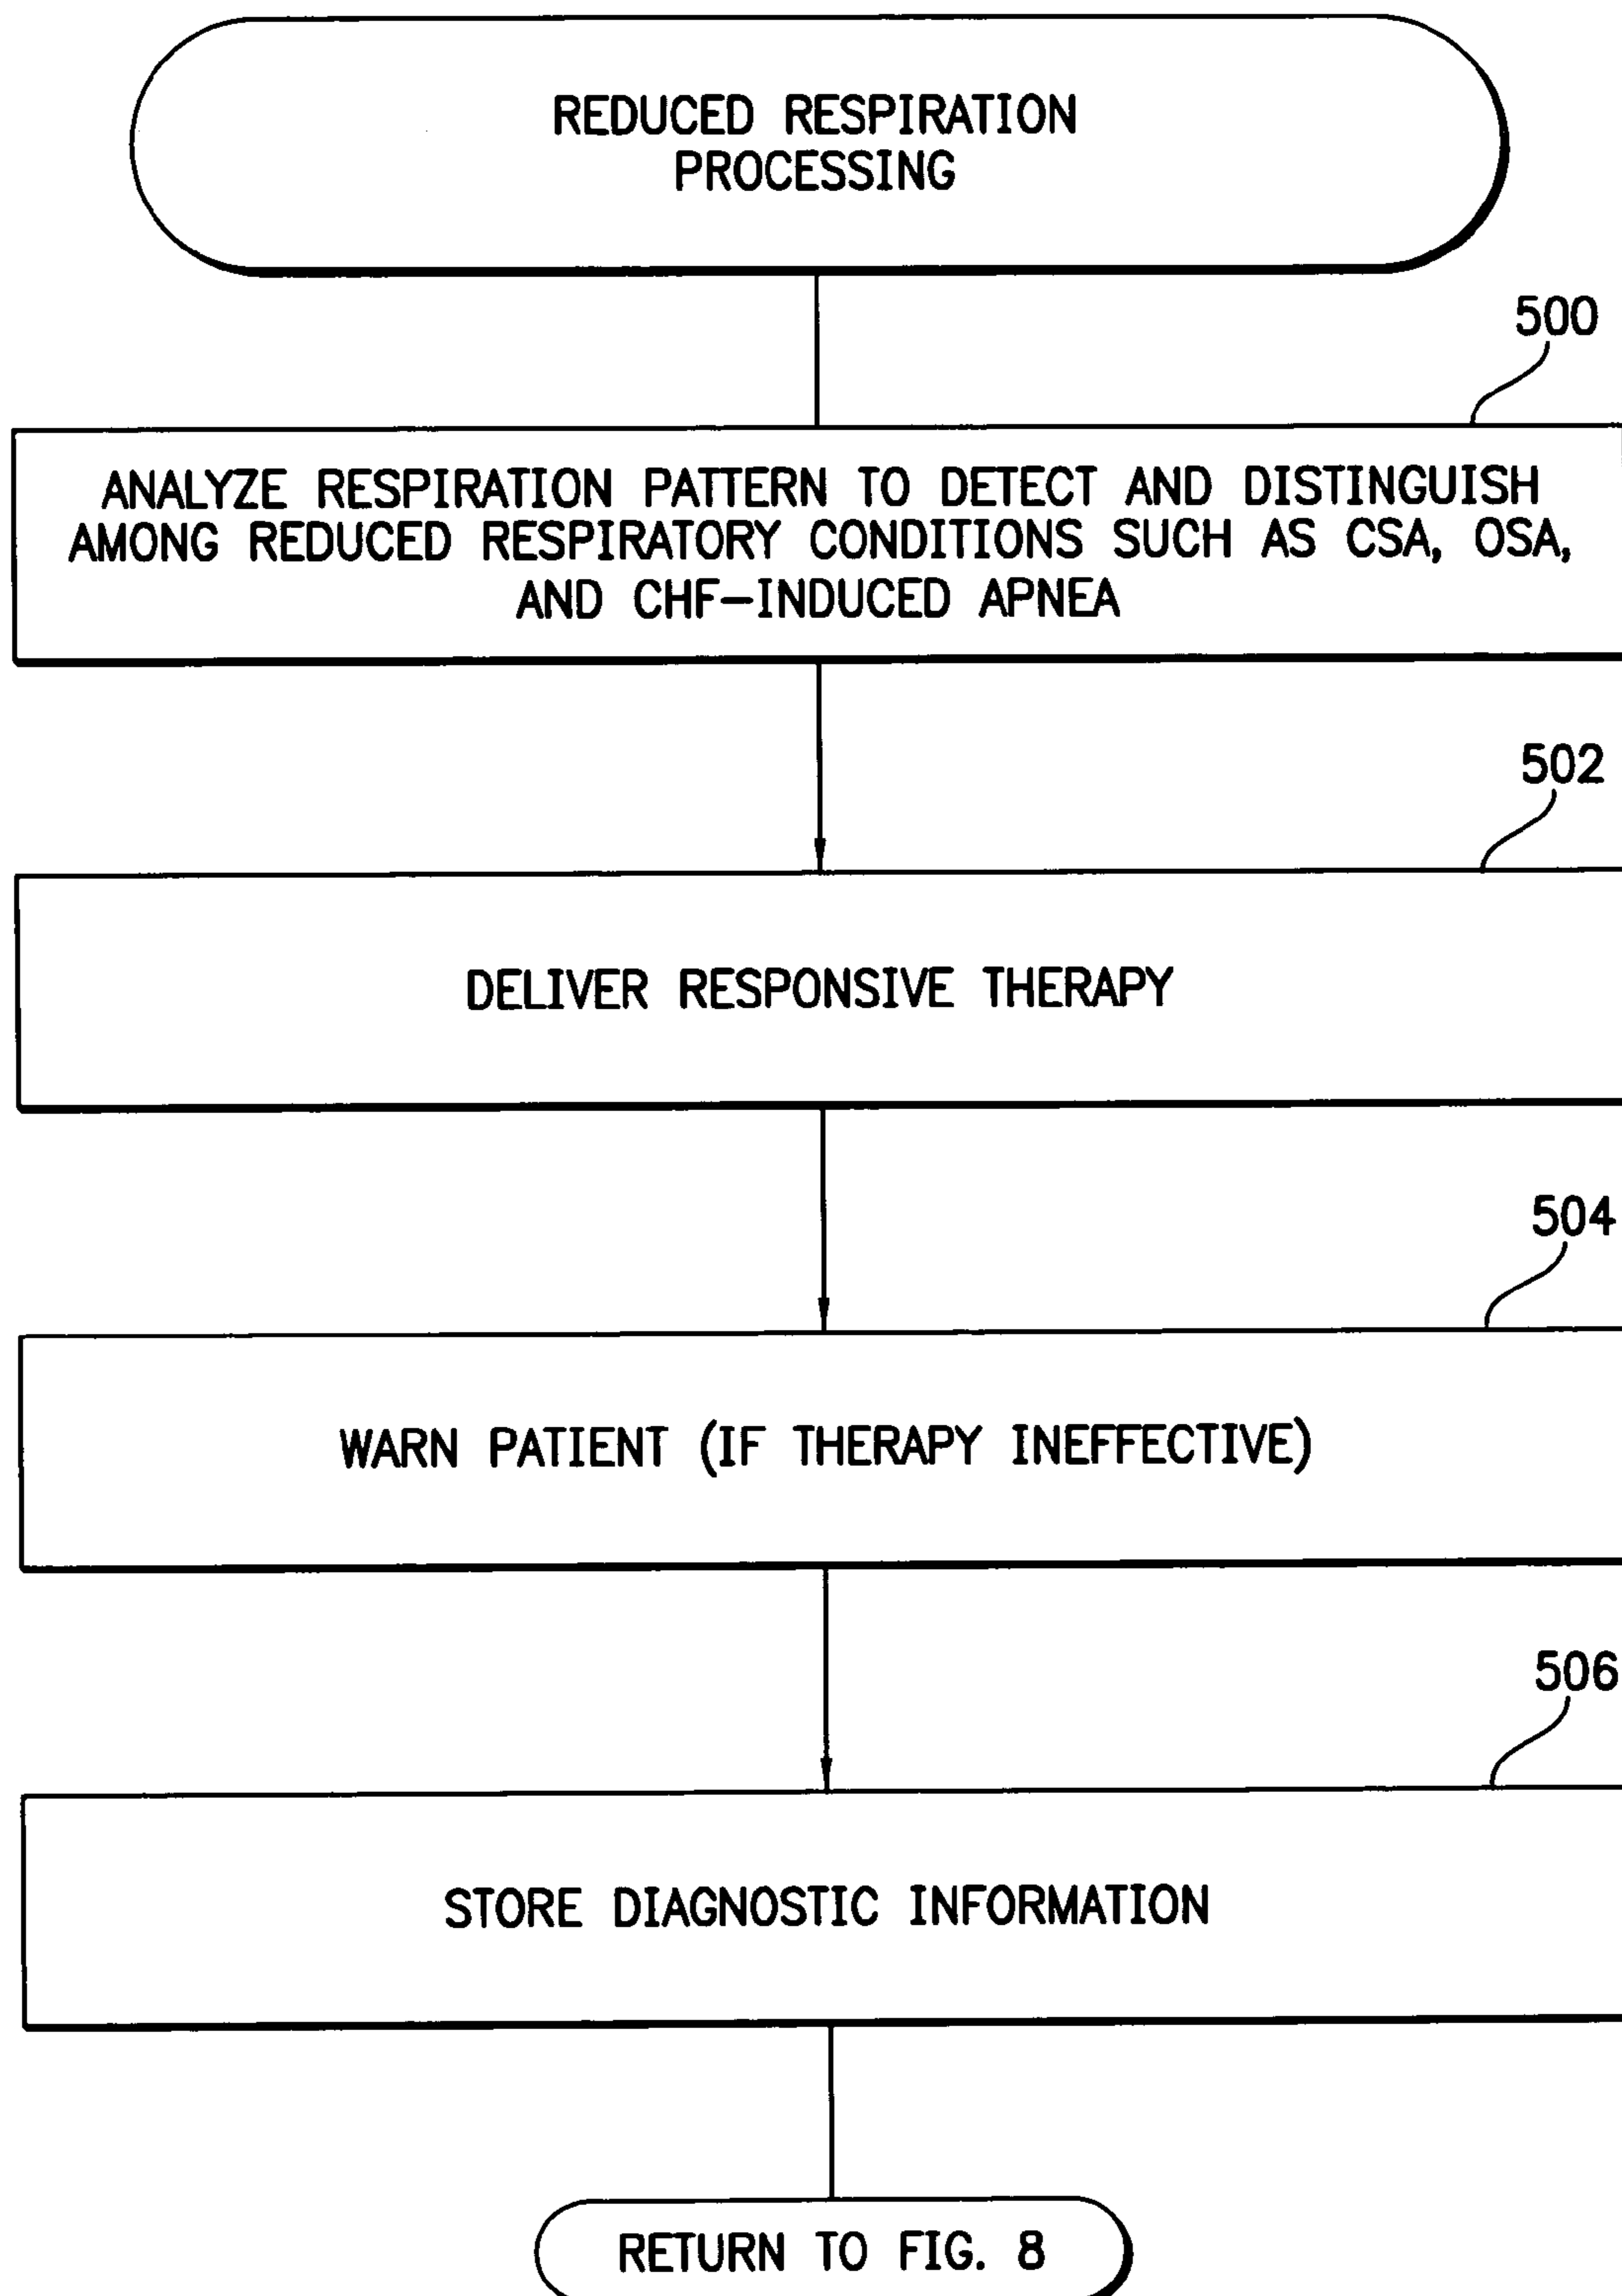 REDUCED RESPIRATION
PROCESSING
500
ANALYZE RESPIRATION PATTERN TO DETECT AND DISTINGUISH
AMONG REDUCED RESPIRATORY CONDITIONS SUCH AS CSA, OSA,
AND CHF-INDUCED APNEA
502
DELIVER RESPONSIVE THERAPY
504
WARN PATIENT (IF THERAPY INEFFECTIVE)
506
STORE DIAGNOSTIC INFORMATION
RETURN TO FIG. 8